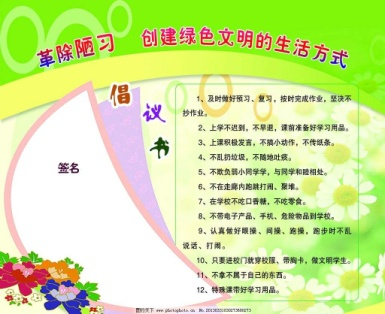 革除陋习 创建绿色文明的生活方式
倡议书
签名
1、及时做好预习、复习，按时完成作业，坚决不
抄作业。
2、上学不迟到，不早退，课前准备好学习用品。
3、上课积极发言，不搞小动作，不传纸条。
4、不乱扔垃圾，不随地吐痰。
5、不欺负弱小同学，与同学和睦相处。
6、不在走廊内跑跳打闹、聚堆。
7、在学校不吃口香糖，不吃零食。
8、不带电子产品、手机、危险物品到学校。
9、认真做好眼操、间操、跑操，跑步时不乱
说话、打闹。
10、只要进校门就穿校服、带胸卡，做文明学生。
11、不拿不属于自己的东西。
12、特殊课带好学习用品。